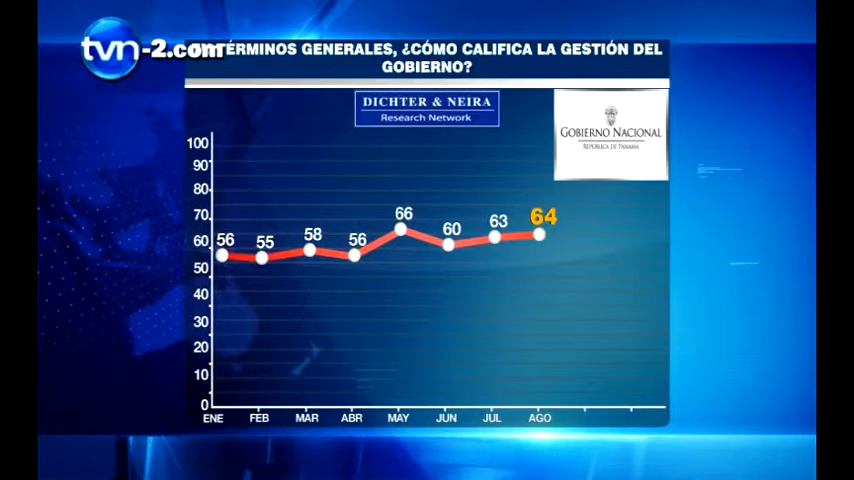 tvn-2.com
TÉRMINOS GENERALES, ¿CÓMO CALIFICA LA GESTIÓN DEL
GOBIERNO?
DICHTER & NEIRA
Research Network
GOBIERNO NACIONAL
REPÚBLICA DE PANAMÁ
100
90
80
70
60
50
40
30
20
10
0
56
55
58
56
66
60
63
64
ENE
FEB
MAR
ABR
MAY
JUN
JUL
AGO